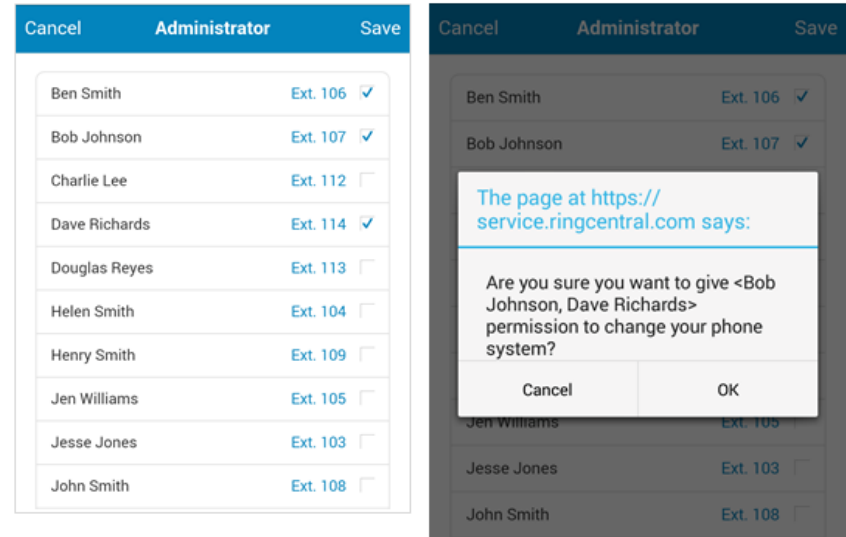 Cancel Administrator Save
Ben Smith Ext. 106
Bob Johnson Ext. 107
Charlie Lee Ext. 112
Dave Richards Ext. 114
Douglas Reyes Ext. 113
Helen Smith Ext. 104
Henry Smith Ext. 109
Jen Williams Ext. 105
Jesse Jones Ext. 103
John Smith Ext. 108
Cancel Administrator Save
Ben Smith Ext. 106
Bob Johnson Ext. 107
The page at https://
service.ringcentral.com says:
Are you sure you want to give <Bob
Johnson, Dave Richards>
permission to change your phone
system?
Cancel OK
Jen Williams Ext. 105
Jesse Jones Ext. 103
John Smith Ext. 108